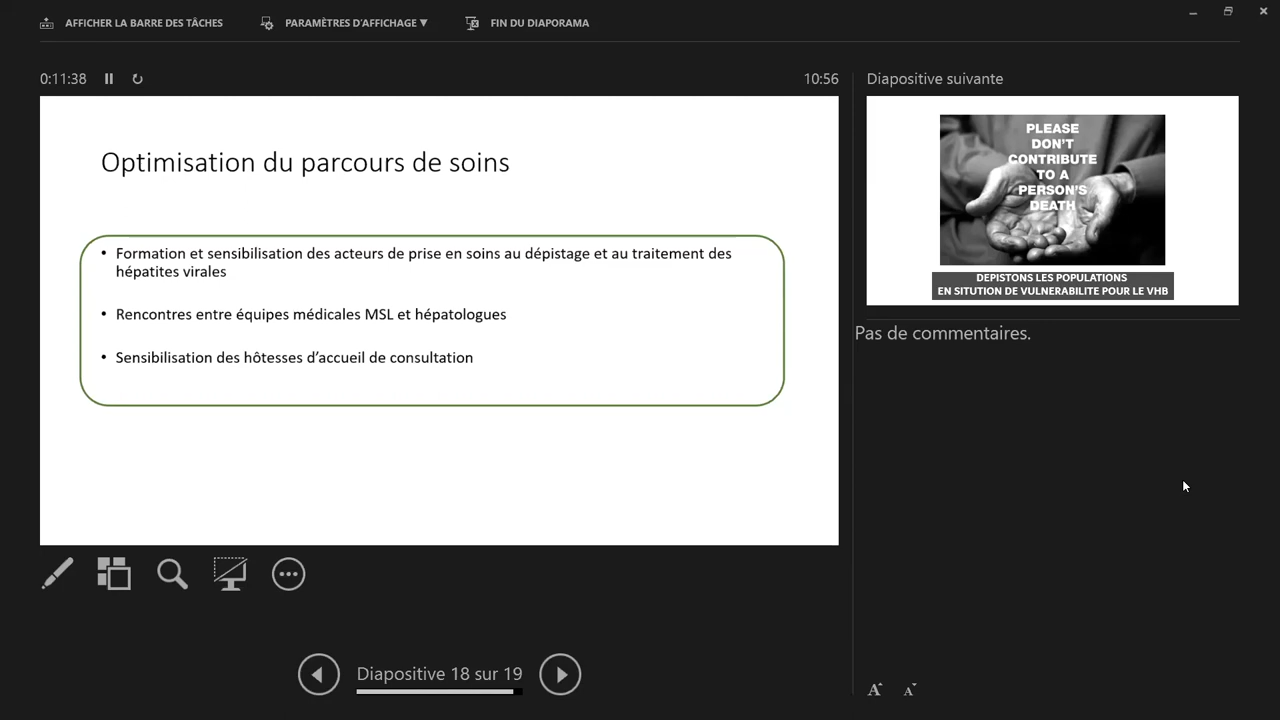 AFFICHER LA BARRE DES TÂCHES
PARAMÈTRES D'AFFICHAGE ▼
FIN DU DIAPORAMA
0:11:38
10:56
Optimisation du parcours de soins
• Formation et sensibilisation des acteurs de prise en soins au dépistage et au traitement des
hépatites virales
• Rencontres entre équipes médicales MSL et hépatologues
• Sensibilisation des hôtesses d’accueil de consultation
Diapositive suivante
PLEASE
DON'T
CONTRIBUTE
TO A
PERSON'S
DEATH
DEPISTONS LES POPULATIONS
EN SITUTION DE VULNERABILITE POUR LE VHB
Pas de commentaires.
Diapositive 18 sur 19
A A